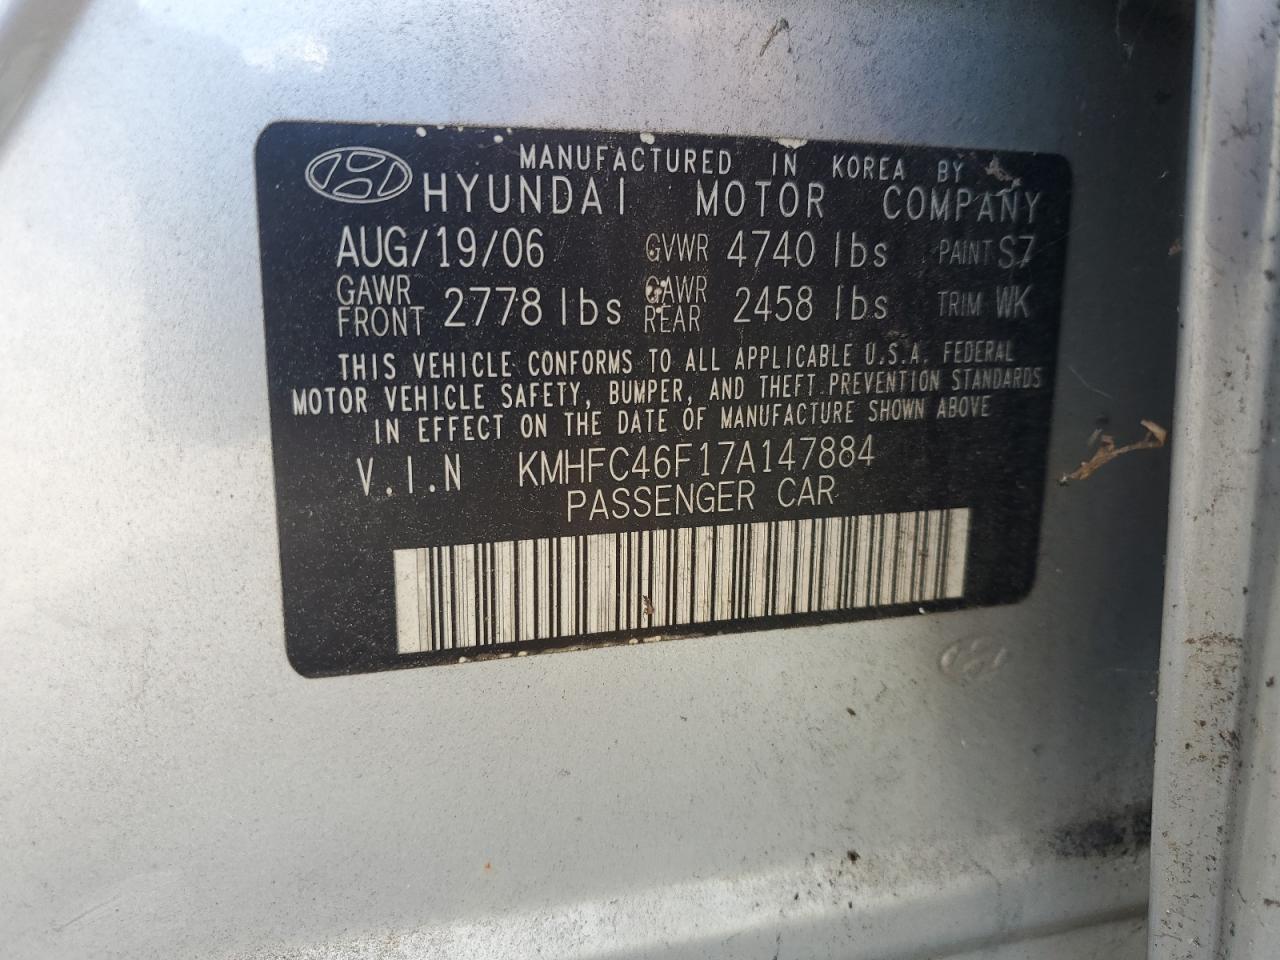 MANUFACTURED IN KOREA BY
HYUNDAI MOTOR COMPANY
AUG/19/06 GVWR 4740 lbs PAINT S7
GAWR FRONT 2778 lbs GAWR REAR 2458 lbs TRIM WK
THIS VEHICLE CONFORMS TO ALL APPLICABLE U.S.A. FEDERAL
MOTOR VEHICLE SAFETY, BUMPER, AND THEFT PREVENTION STANDARDS
IN EFFECT ON THE DATE OF MANUFACTURE SHOWN ABOVE
V.I.N KMHFC46F17A147884
PASSENGER CAR